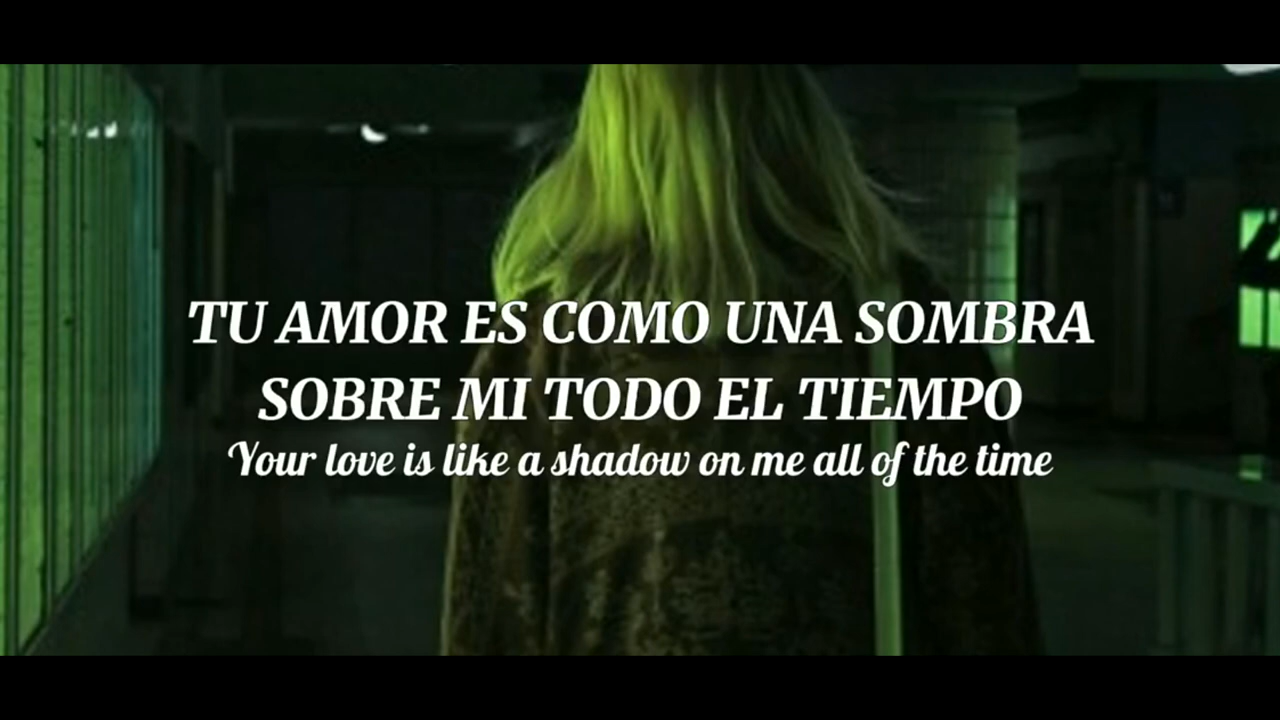 TU AMOR ES COMO UNA SOMBRA
SOBRE MI TODO EL TIEMPO
Your love is like a shadow on me all of the time